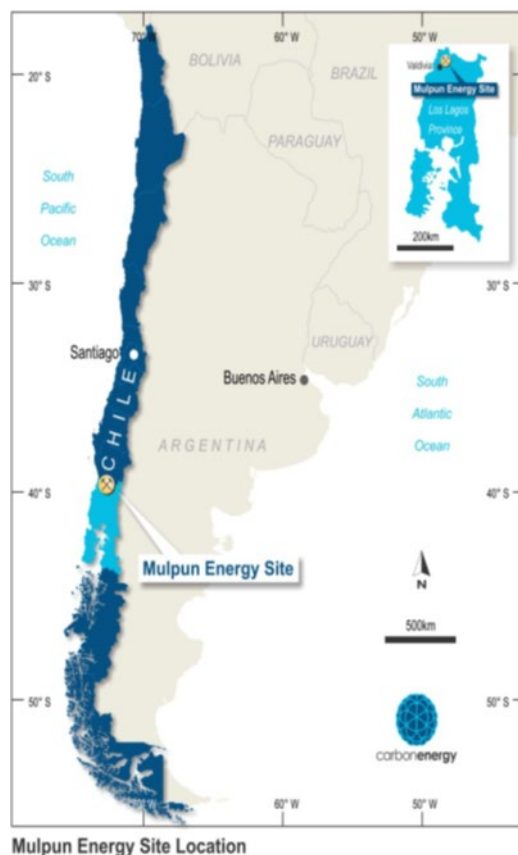 70° W
60° W
50° W
20° S
BOLIVIA
BRAZIL
PARAGUAY
South
Pacific
Ocean
Valdivia
Mulpun Energy Site
Los Lagos
Province
200km
30° S
30° S
URUGUAY
Santiago
Buenos Aires
CHILE
South
Atlantic
Ocean
ARGENTINA
40° S
40° S
Mulpun Energy Site
N
500km
50° S
50° S
carbonenergy
60° W
50° W
Mulpun Energy Site Location